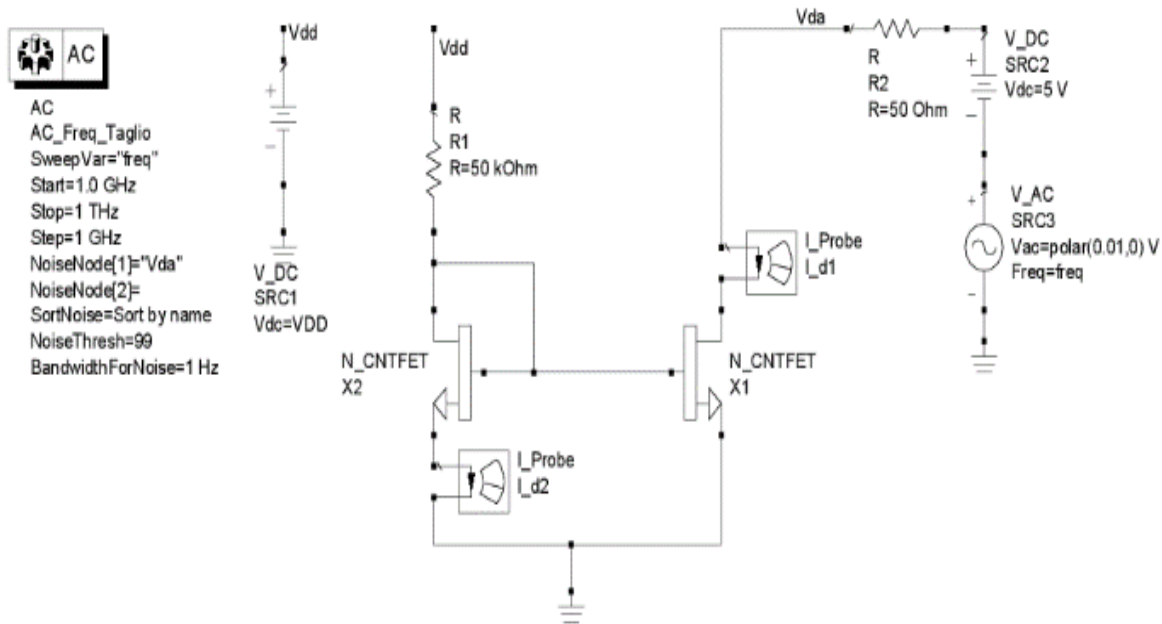 AC
AC
AC_Freq_Taglio
SweepVar="freq"
Start=1.0 GHz
Stop=1 THz
Step=1 GHz
NoiseNode[1]="Vda"
NoiseNode[2]=
SortNoise=Sort by name
NoiseThresh=99
BandwidthForNoise=1 Hz
Vdd
+
−
V_DC
SRC1
Vdc=VDD
Vdd
R
R1
R=50 kOhm
N_CNTFET
X2
I_Probe
I_d2
Vda
I_Probe
I_d1
N_CNTFET
X1
R
R2
R=50 Ohm
V_DC
SRC2
Vdc=5 V
+
−
V_AC
SRC3
Vac=polar(0.01,0) V
Freq=freq
+
−